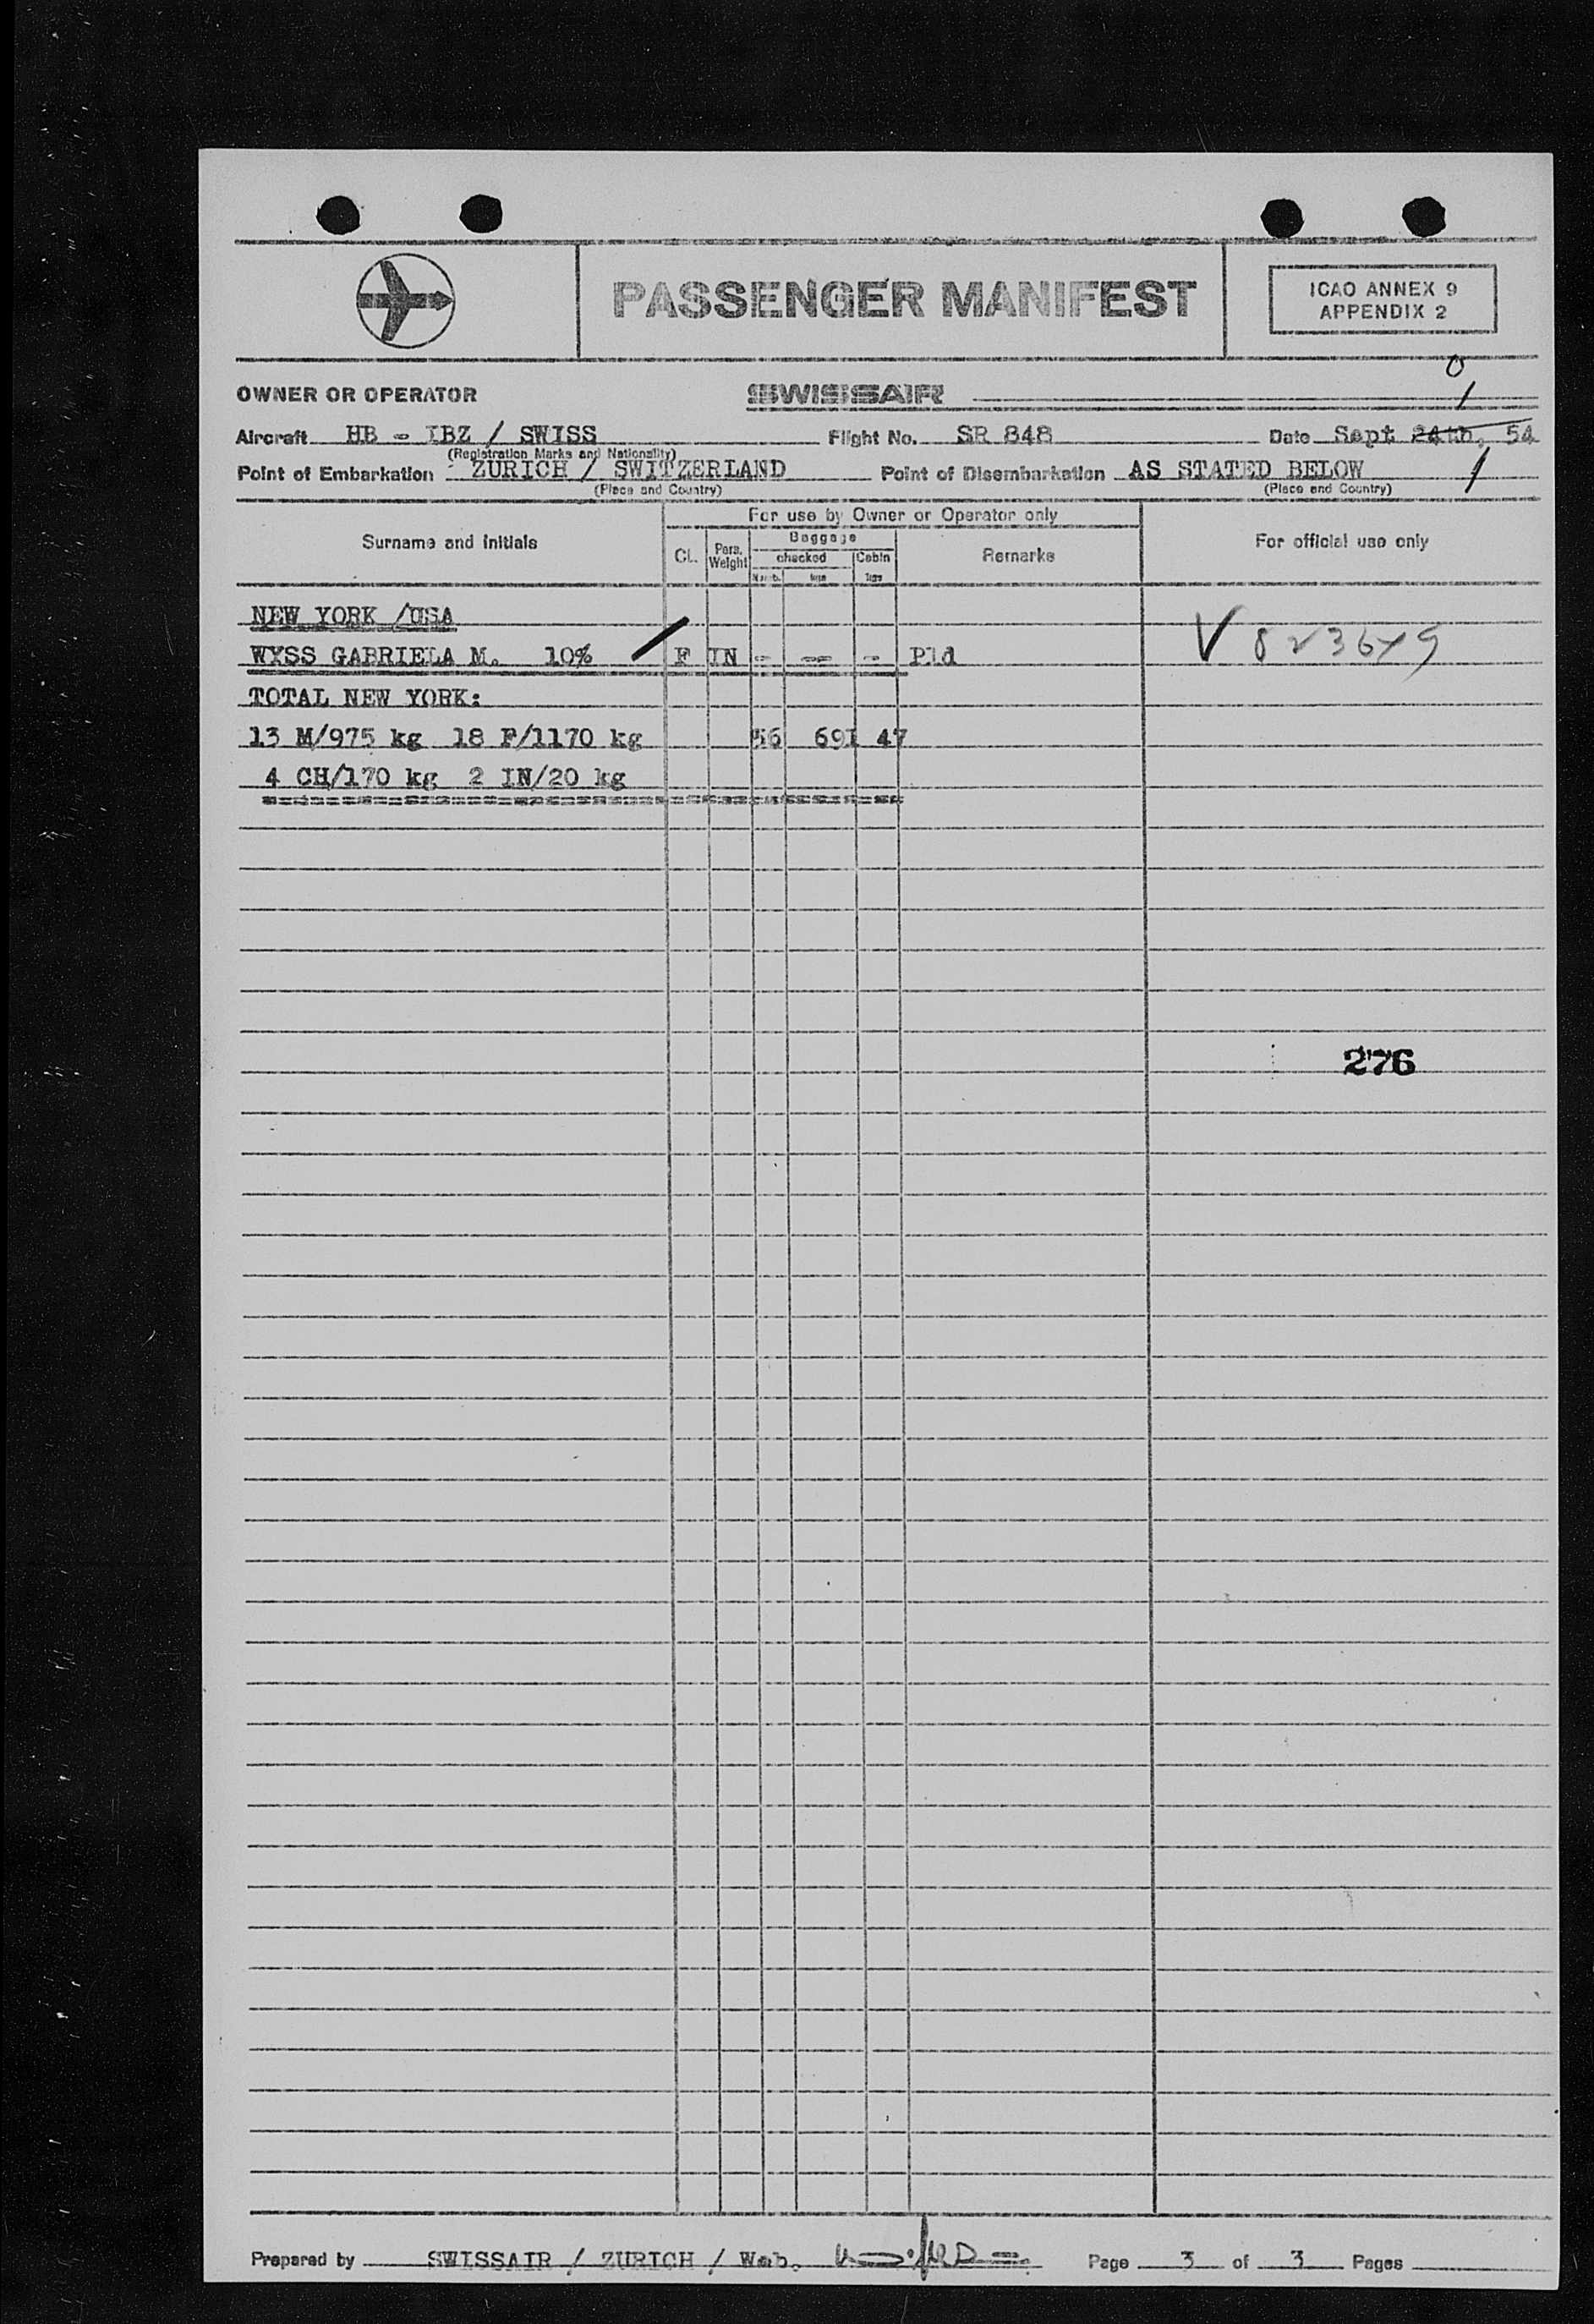 PASSENGER MANIFEST
ICAO ANNEX 9
APPENDIX 2
OWNER OR OPERATOR SWISSAIR
Aircraft HB - IBZ / SWISS Flight No. SR 848 Date Sept 24th, 54
(Registration Marks and Nationality)
Point of Embarkation ZURICH / SWITZERLAND Point of Disembarkation AS STATED BELOW
(Place and Country) (Place and Country)
For use by Owner or Operator only
Surname and initials CL. Pers. Weight Baggage checked Cabin Remarks For official use only
Numb. kgs kgs
NEW YORK /USA
WYSS GABRIELA M. 10% F IN - -- - Pld V
TOTAL NEW YORK:
13 M/975 kg 18 F/1170 kg 56 691 47
4 CH/170 kg 2 IN/20 kg
276
Prepared by SWISSAIR / ZURICH / Web. Page 3 of 3 Pages